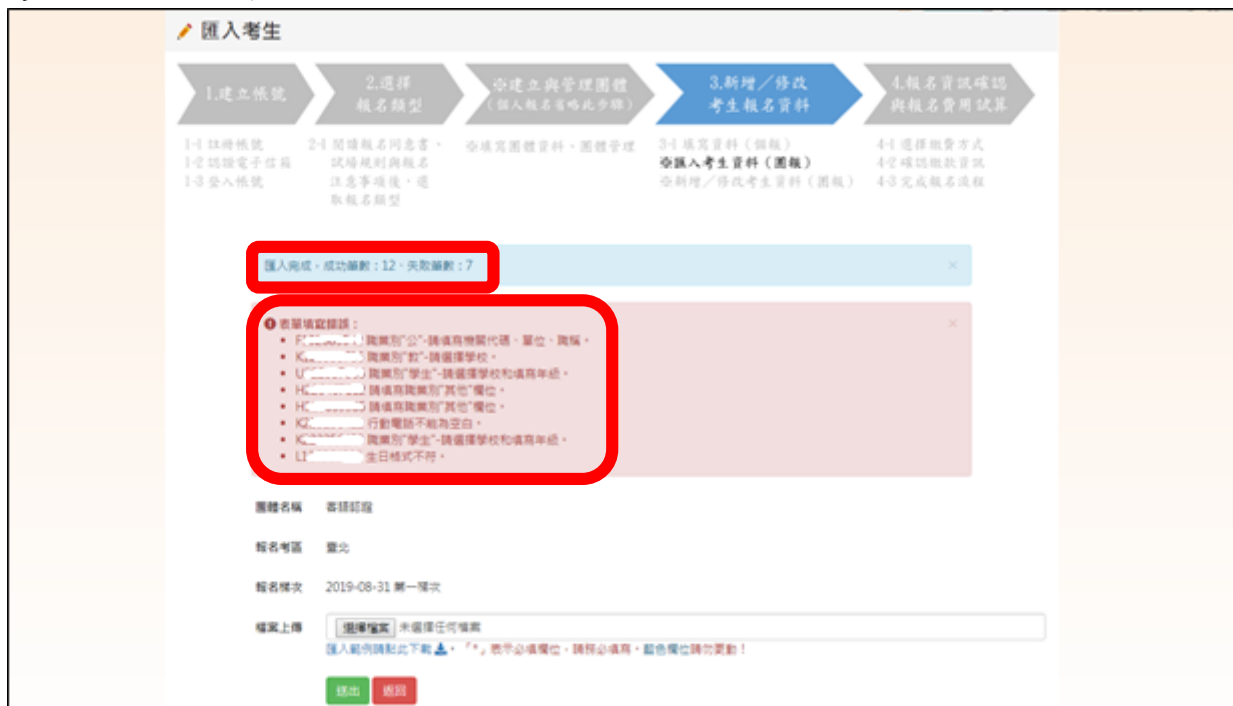 匯入考生
1.建立帳號
2.選擇
報名類型
※建立與管理團體
(個人報名省略此步驟)
3.新增／修改
考生報名資料
4.報名資訊確認
與報名費用試算
1-1 註冊帳號
1-2 認證電子信箱
1-3 登入帳號
2-1 閱讀報名同意書、
試場規則與報名
注意事項後，選
取報名類型
※填寫團體資料、團體管理
3-1 填寫資料（個報）
※匯入考生資料（團報）
※新增／修改考生資料（團報）
4-1 選擇繳費方式
4-2 確認繳款資訊
4-3 完成報名流程
匯入完成，成功筆數：12、失敗筆數：7
×
表單填寫錯誤：
×
職業別"公"-請填寫機關代碼、單位、職稱。
職業別"教"-請選擇學校。
職業別"學生"-請選擇學校和填寫年級。
請填寫職業別"其他"欄位。
請填寫職業別"其他"欄位。
行動電話不能為空白。
職業別"學生"-請選擇學校和填寫年級。
生日格式不符。
團體名稱 客語認證
報名考區 臺北
報名梯次 2019-08-31 第一梯次
檔案上傳 選擇檔案 未選擇任何檔案
匯入範例請點此下載，「*」表示必填欄位，請務必填寫，藍色欄位請勿更動！
送出 返回